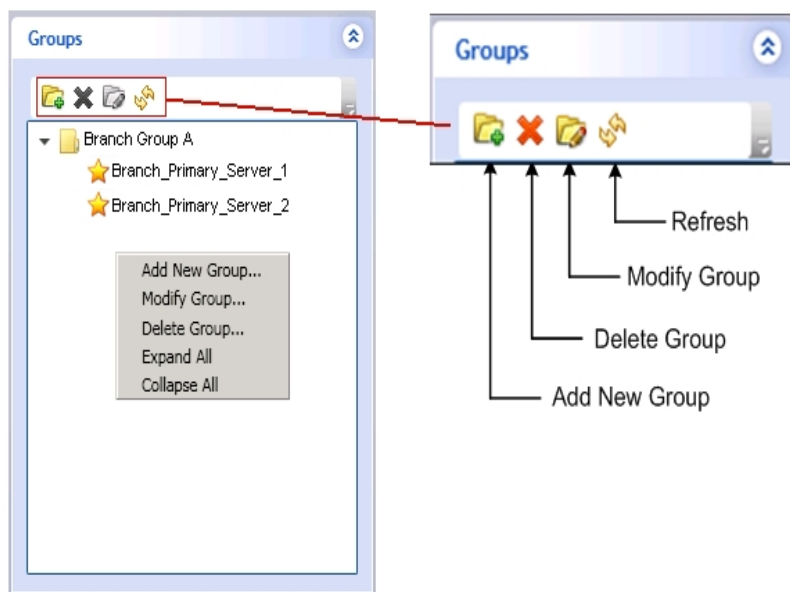 Groups
Branch Group A
Branch_Primary_Server_1
Branch_Primary_Server_2
Add New Group...
Modify Group...
Delete Group...
Expand All
Collapse All
Groups
Refresh
Modify Group
Delete Group
Add New Group